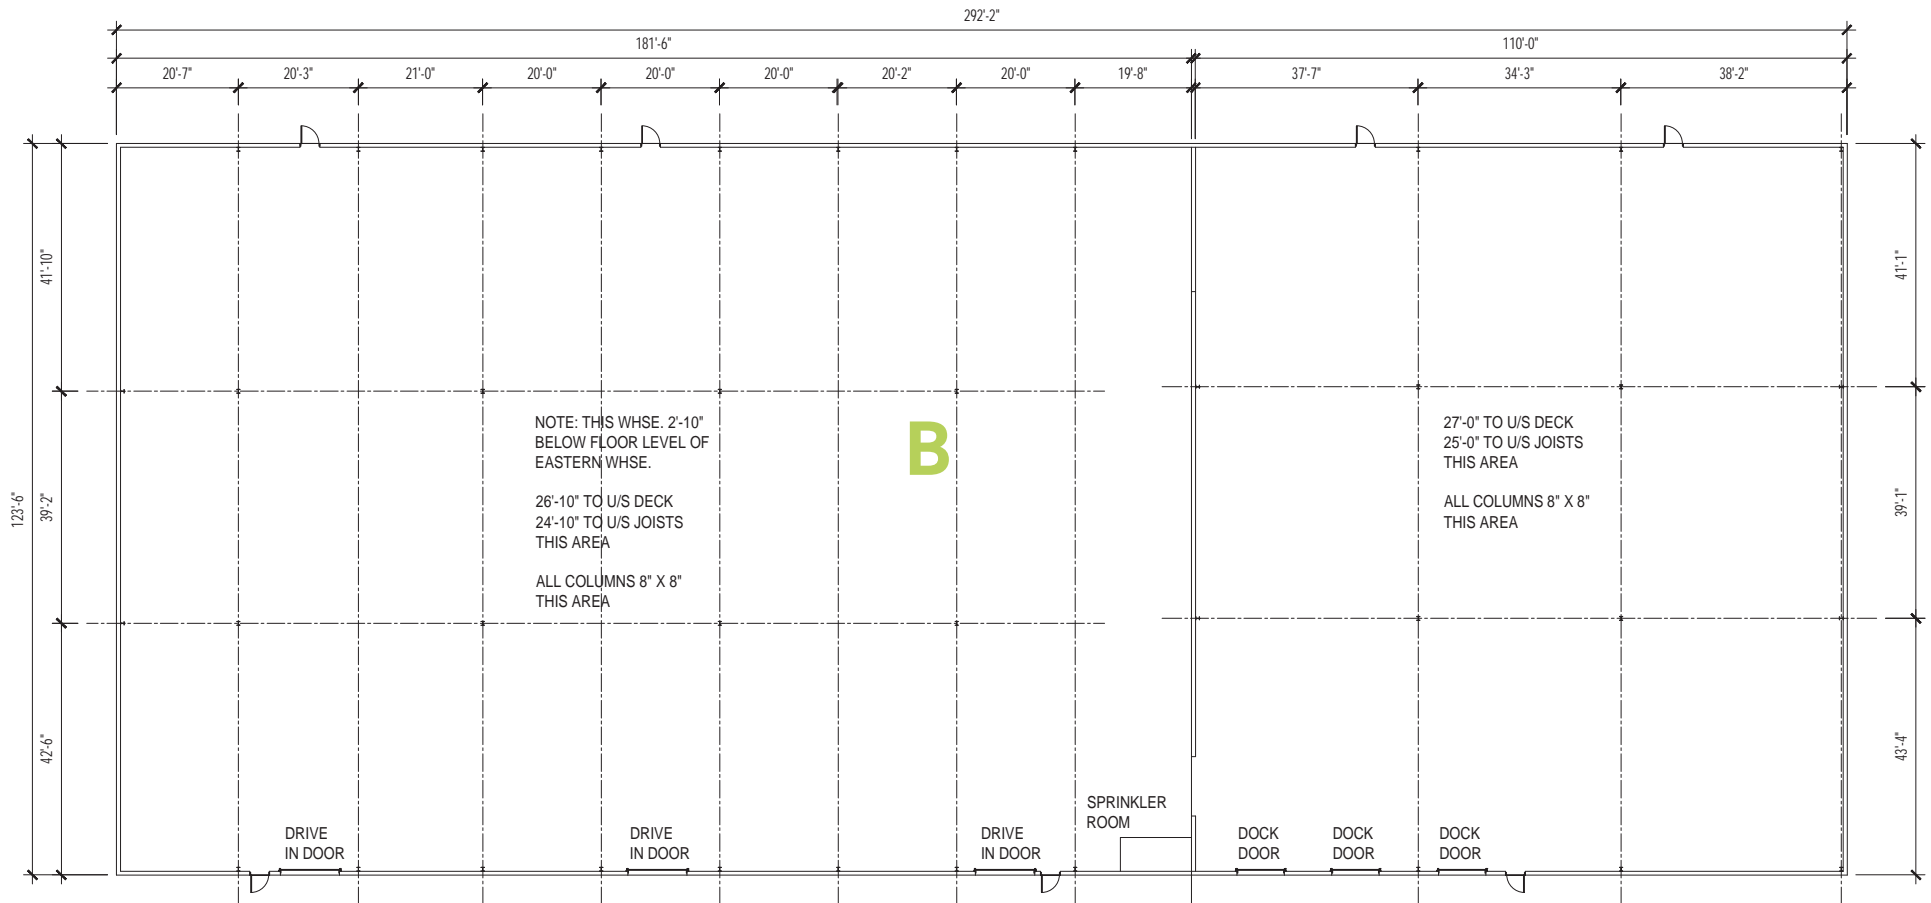 292'-2"
181'-6"
110'-0"
20'-7"
20'-3"
21'-0"
20'-0"
20'-0"
20'-0"
20'-2"
20'-0"
19'-8"
37'-7"
34'-3"
38'-2"
123'-6"
41'-10"
39'-2"
42'-6"
41'-1"
39'-1"
43'-4"
NOTE: THIS WHSE. 2'-10"
BELOW FLOOR LEVEL OF
EASTERN WHSE.
26'-10" TO U/S DECK
24'-10" TO U/S JOISTS
THIS AREA
ALL COLUMNS 8" X 8"
THIS AREA
B
27'-0" TO U/S DECK
25'-0" TO U/S JOISTS
THIS AREA
ALL COLUMNS 8" X 8"
THIS AREA
DRIVE
IN DOOR
DRIVE
IN DOOR
DRIVE
IN DOOR
SPRINKLER
ROOM
DOCK
DOOR
DOCK
DOOR
DOCK
DOOR